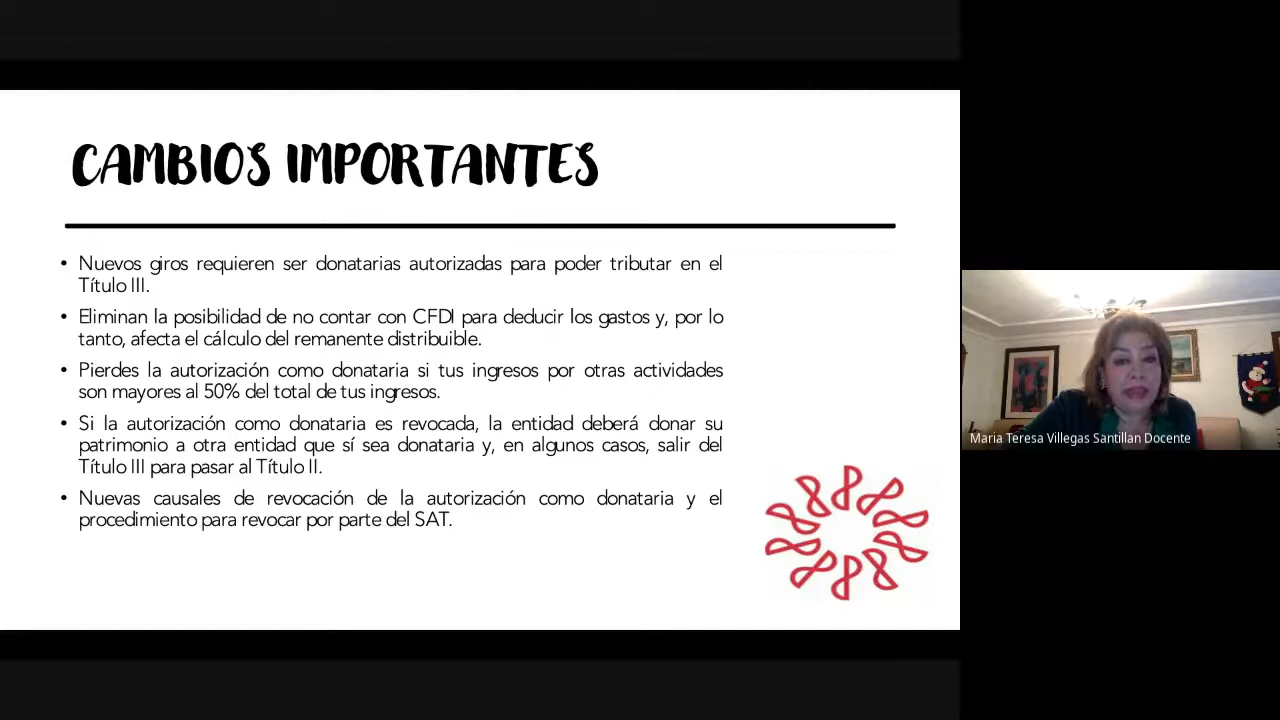 CAMBIOS IMPORTANTES
• Nuevos giros requieren ser donatarias autorizadas para poder tributar en el
Título III.
• Eliminan la posibilidad de no contar con CFDI para deducir los gastos y, por lo
tanto, afecta el cálculo del remanente distribuible.
• Pierdes la autorización como donataria si tus ingresos por otras actividades
son mayores al 50% del total de tus ingresos.
• Si la autorización como donataria es revocada, la entidad deberá donar su
patrimonio a otra entidad que sí sea donataria y, en algunos casos, salir del
Título III para pasar al Título II.
• Nuevas causales de revocación de la autorización como donataria y el
procedimiento para revocar por parte del SAT.
Maria Teresa Villegas Santillan Docente